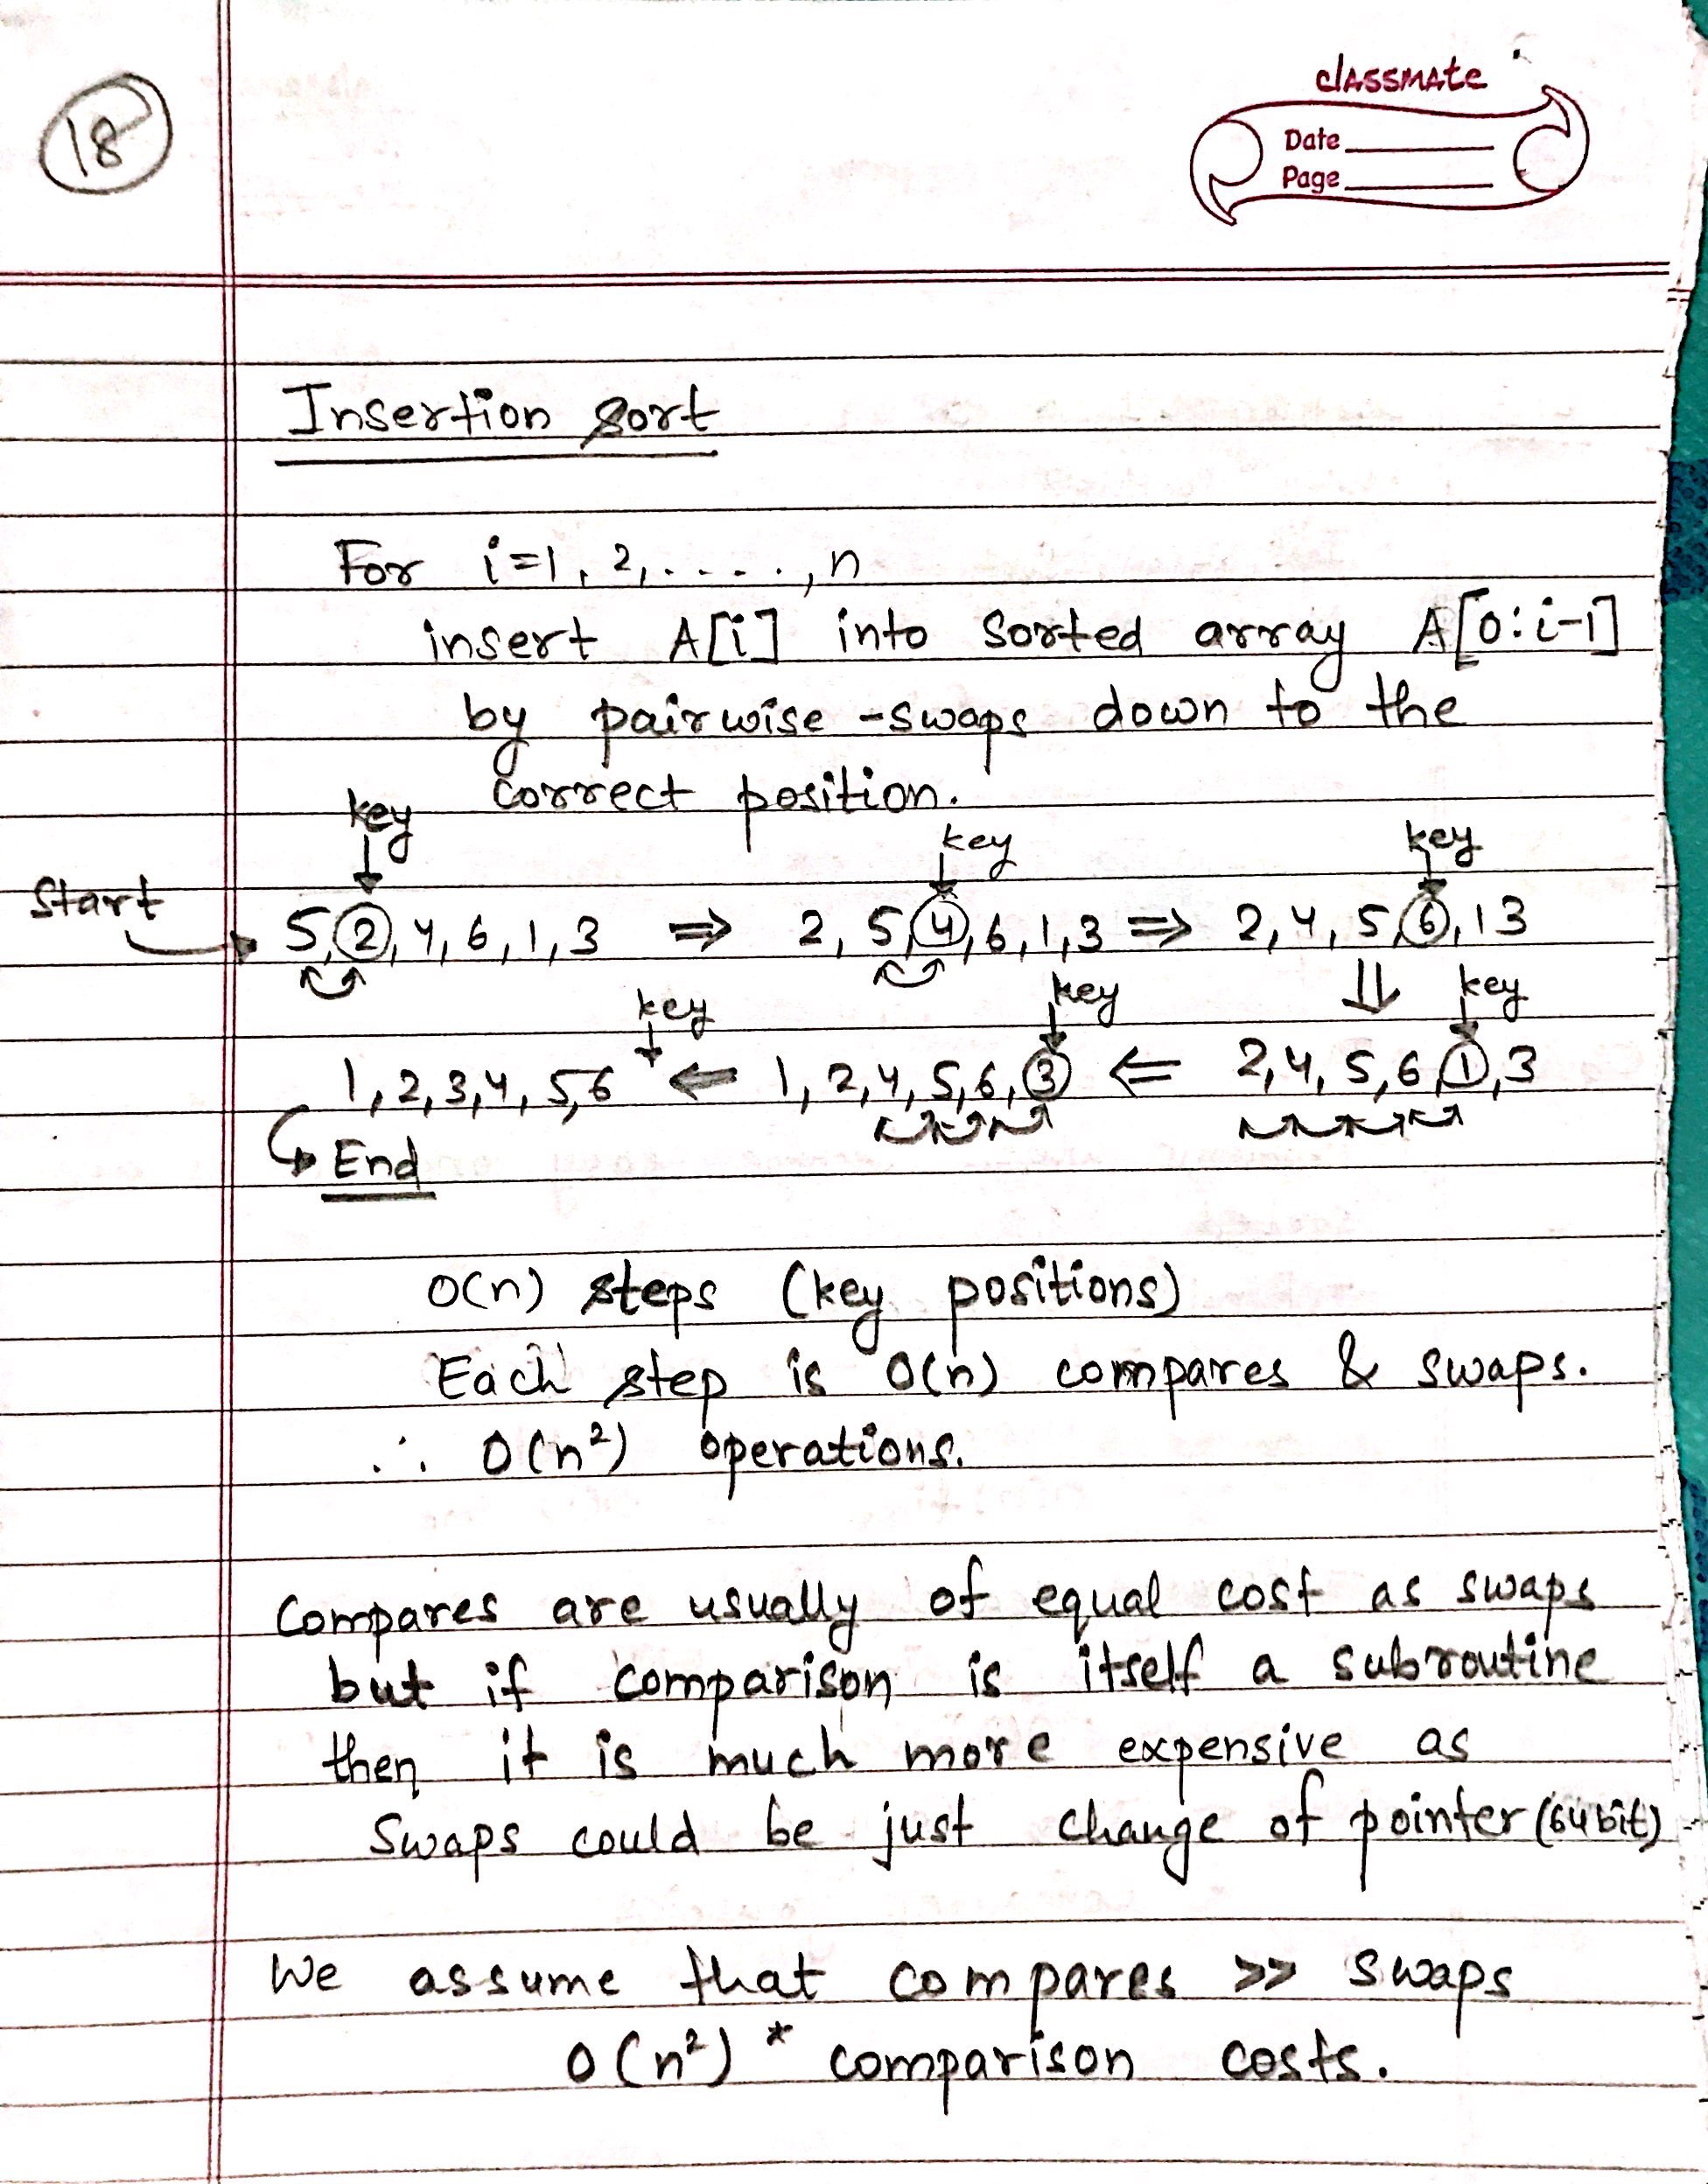 18
classmate
Date
Page
Insertion Sort
For i=1, 2,....., n
insert A[i] into sorted array A[0:i-1]
by pairwise-swaps down to the
correct position.
key key key
Start
5, 2, 4, 6, 1, 3 ⇒ 2, 5, 4, 6, 1, 3 ⇒ 2, 4, 5, 6, 1 3
key key ⇓ key
1, 2, 3, 4, 5, 6 ⇐ 1, 2, 4, 5, 6, 3 ⇐ 2, 4, 5, 6, 1, 3
End
O(n) steps (key positions)
Each step is O(n) compares & swaps.
∴ O(n²) operations.
Compares are usually of equal cost as swaps
but if comparison is itself a subroutine
then it is much more expensive as
Swaps could be just change of pointer (64bit)
We assume that compares >> swaps
O(n²) * comparison costs.